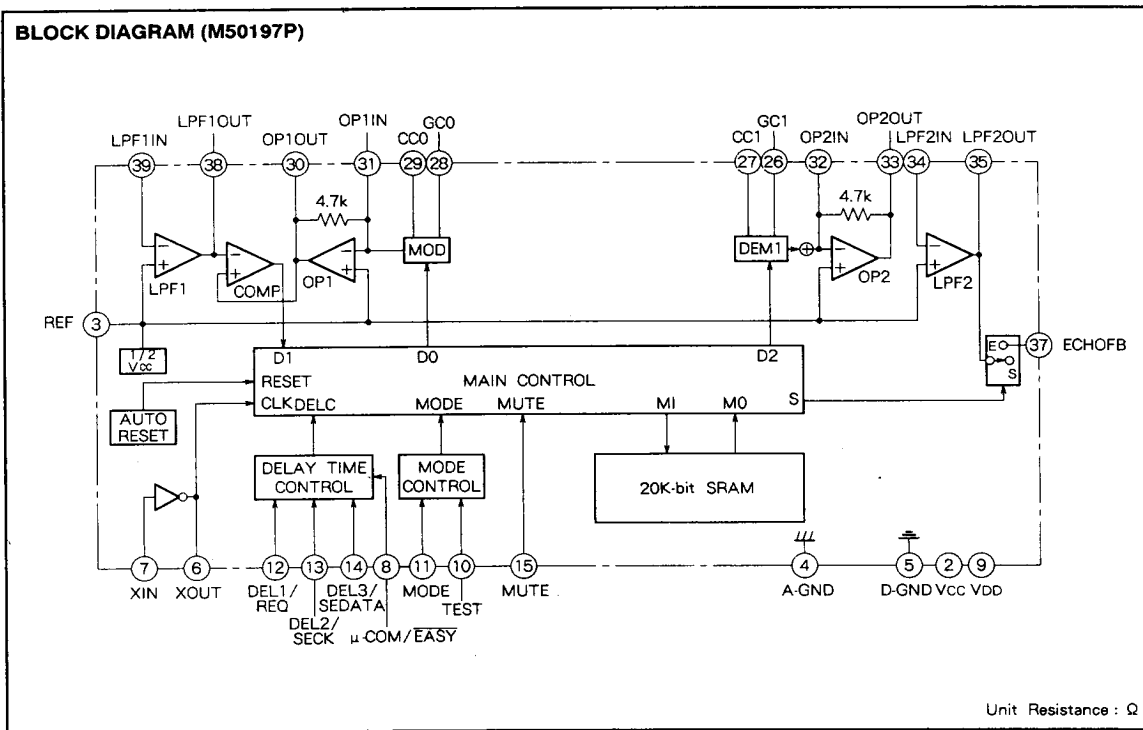 BLOCK DIAGRAM (M50197P)
LPF1IN
LPF1OUT
OP1OUT
OP1IN
CC0
GC0
CC1
GC1
OP2IN
OP2OUT
LPF2IN
LPF2OUT
39
38
30
31
29
28
27
26
32
33
34
35
4.7k
4.7k
MOD
DEM1
LPF1
COMP
OP1
OP2
LPF2
REF
3
1/2
Vcc
37
ECHOFB
E
S
D1
D0
D2
RESET
MAIN CONTROL
CLK
DELC
MODE
MUTE
MI
MO
S
AUTO
RESET
DELAY TIME
CONTROL
MODE
CONTROL
20K-bit SRAM
7
6
12
13
14
8
11
10
15
4
5
2
9
XIN
XOUT
DEL1/
REQ
DEL2/
SECK
DEL3/
SEDATA
μ-COM/EASY
MODE
TEST
MUTE
A-GND
D-GND
Vcc
VDD
Unit Resistance : Ω